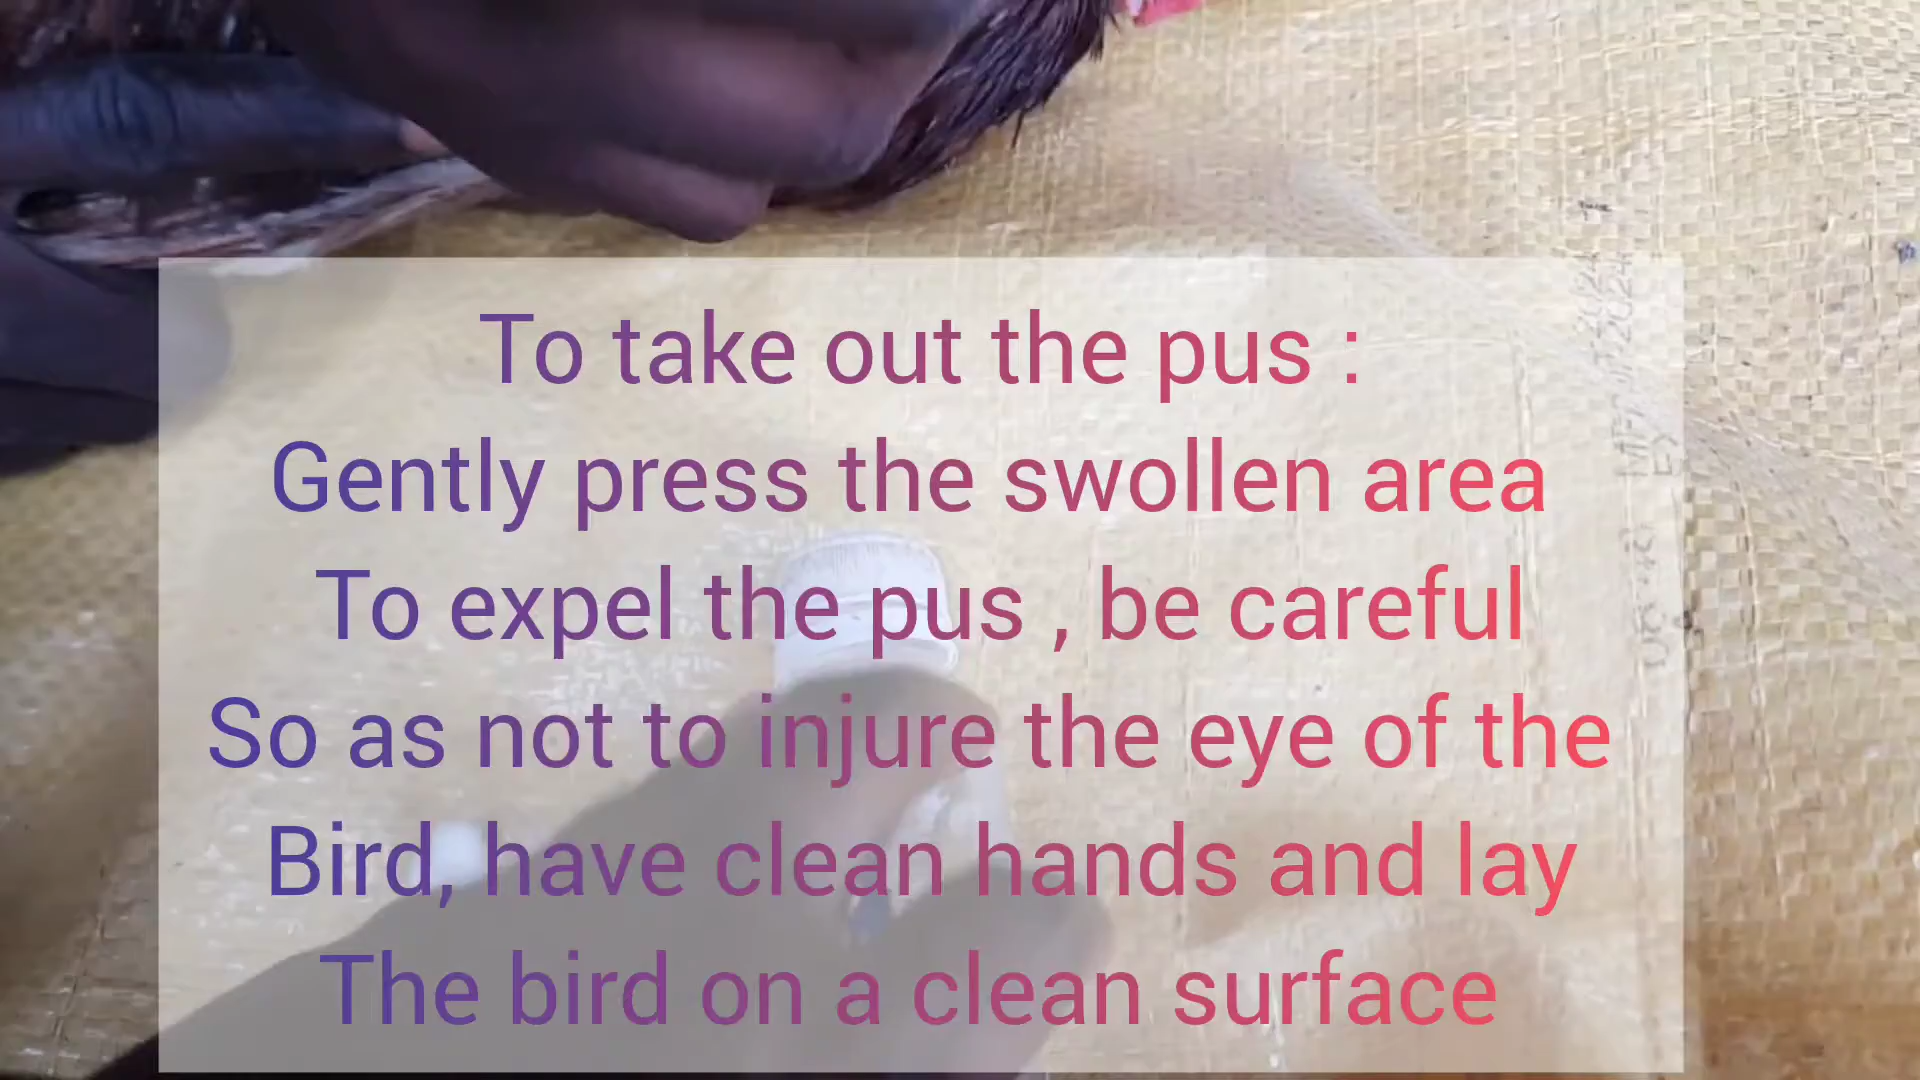 To take out the pus :
Gently press the swollen area
To expel the pus , be careful
So as not to injure the eye of the
Bird, have clean hands and lay
The bird on a clean surface